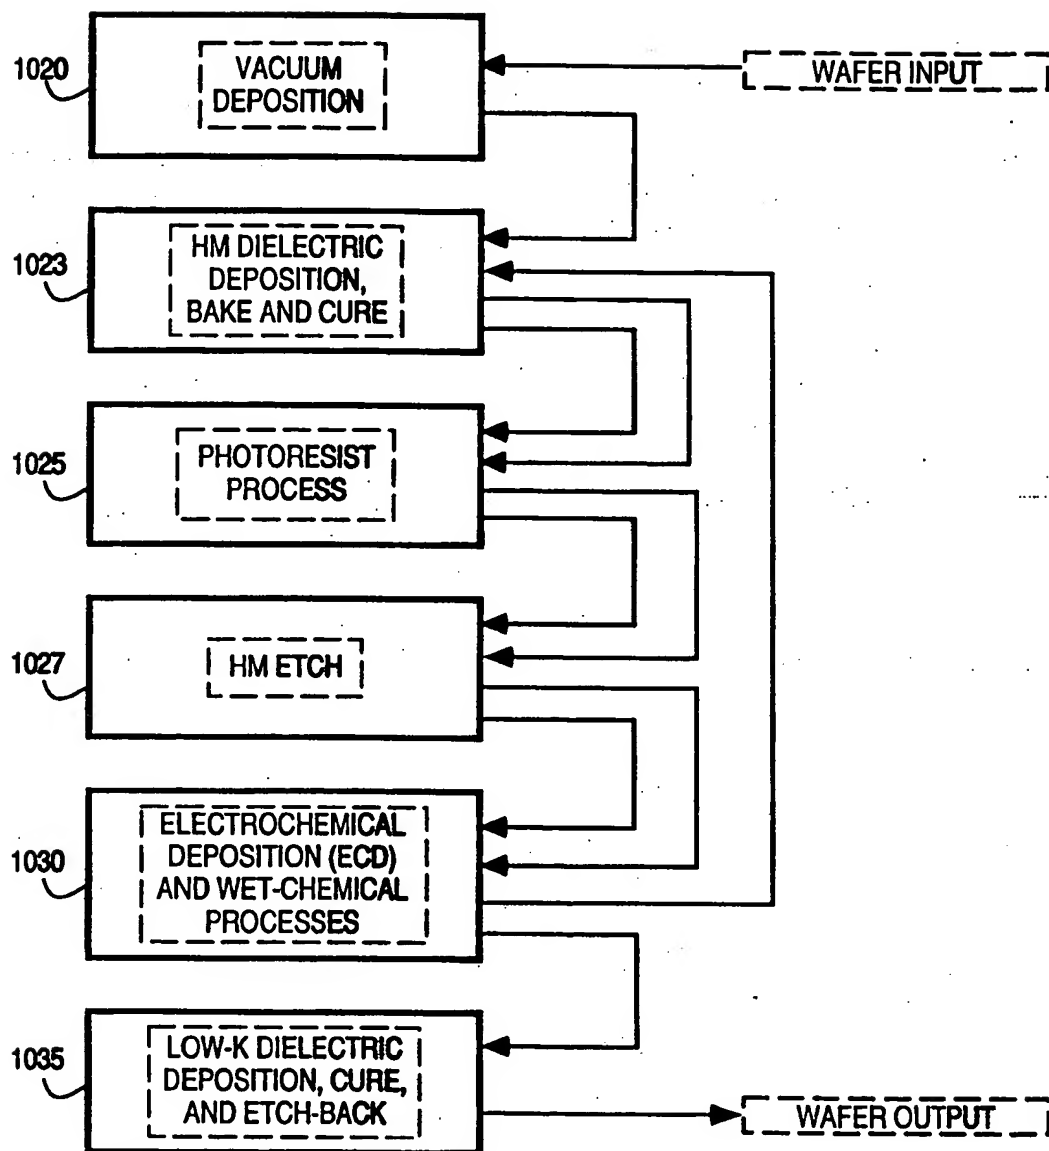 1020
VACUUM
DEPOSITION
WAFER INPUT
1023
HM DIELECTRIC
DEPOSITION,
BAKE AND CURE
1025
PHOTORESIST
PROCESS
1027
HM ETCH
1030
ELECTROCHEMICAL
DEPOSITION (ECD)
AND WET-CHEMICAL
PROCESSES
1035
LOW-K DIELECTRIC
DEPOSITION, CURE,
AND ETCH-BACK
WAFER OUTPUT